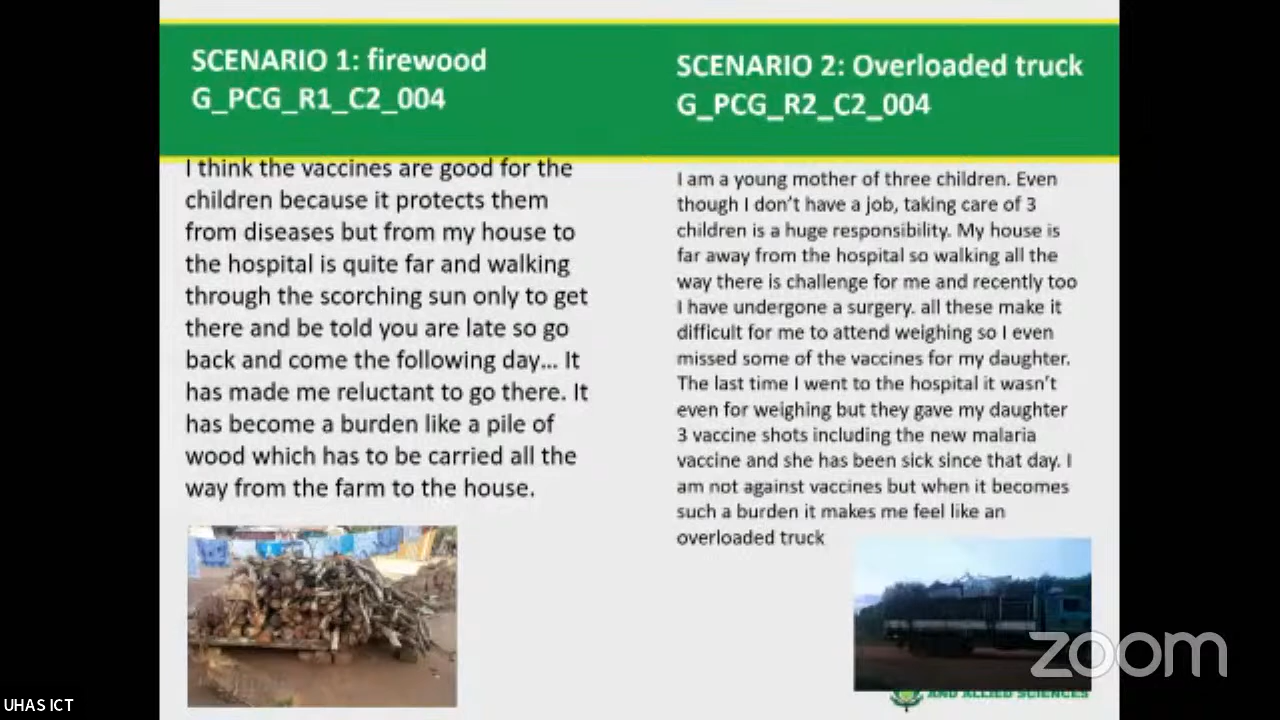 SCENARIO 1: firewood
G_PCG_R1_C2_004
I think the vaccines are good for the
children because it protects them
from diseases but from my house to
the hospital is quite far and walking
through the scorching sun only to get
there and be told you are late so go
back and come the following day... It
has made me reluctant to go there. It
has become a burden like a pile of
wood which has to be carried all the
way from the farm to the house.
SCENARIO 2: Overloaded truck
G_PCG_R2_C2_004
I am a young mother of three children. Even
though I don't have a job, taking care of 3
children is a huge responsibility. My house is
far away from the hospital so walking all the
way there is challenge for me and recently too
I have undergone a surgery. all these make it
difficult for me to attend weighing so I even
missed some of the vaccines for my daughter.
The last time I went to the hospital it wasn't
even for weighing but they gave my daughter
3 vaccine shots including the new malaria
vaccine and she has been sick since that day. I
am not against vaccines but when it becomes
such a burden it makes me feel like an
overloaded truck
zoom
AND ALLIED SCIENCES
UHAS ICT